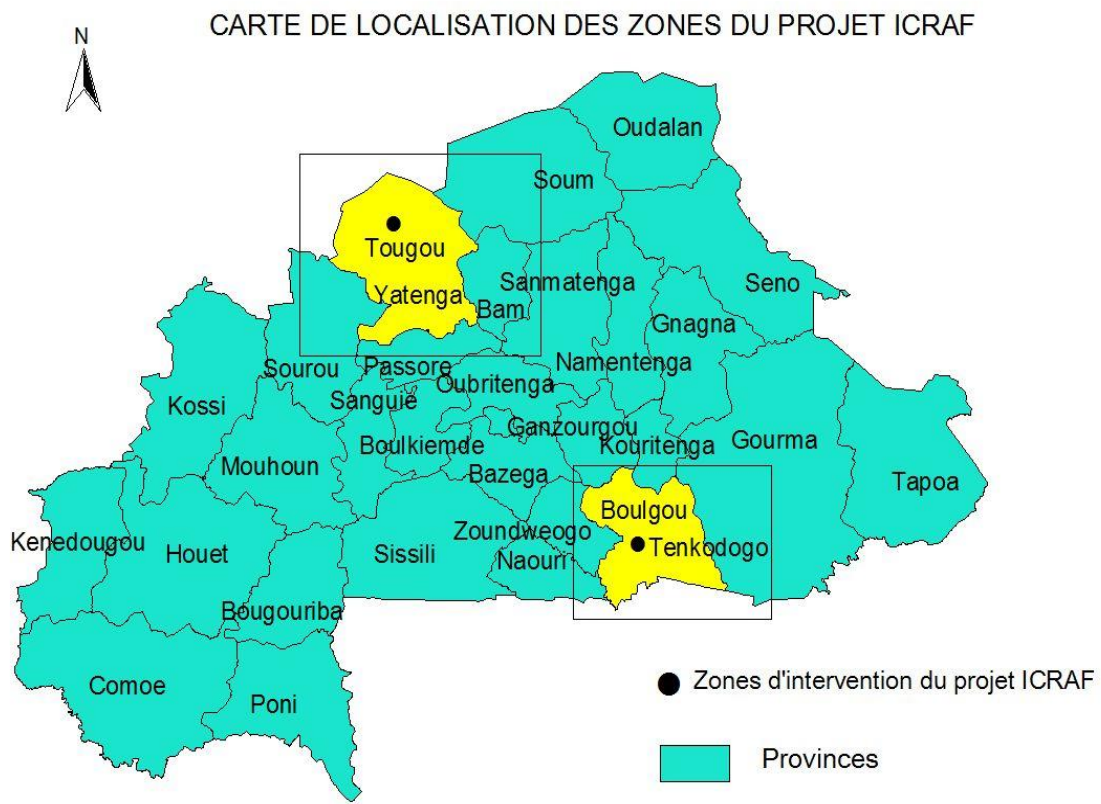 CARTE DE LOCALISATION DES ZONES DU PROJET ICRAF
N
Oudalan
Soum
Tougou
Yatenga
Sanmatenga
Seno
Bam
Gnagna
Passore
Namentenga
Sourou
Oubritenga
Sanguie
Kossi
Ganzourgou
Boulkiemde
Kouritenga
Gourma
Mouhoun
Bazega
Tapoa
Boulgou
Zoundweogo
Kenedougou
Houet
Sissili
Tenkodogo
Naouri
Bougouriba
Comoe
Poni
Zones d'intervention du projet ICRAF
Provinces